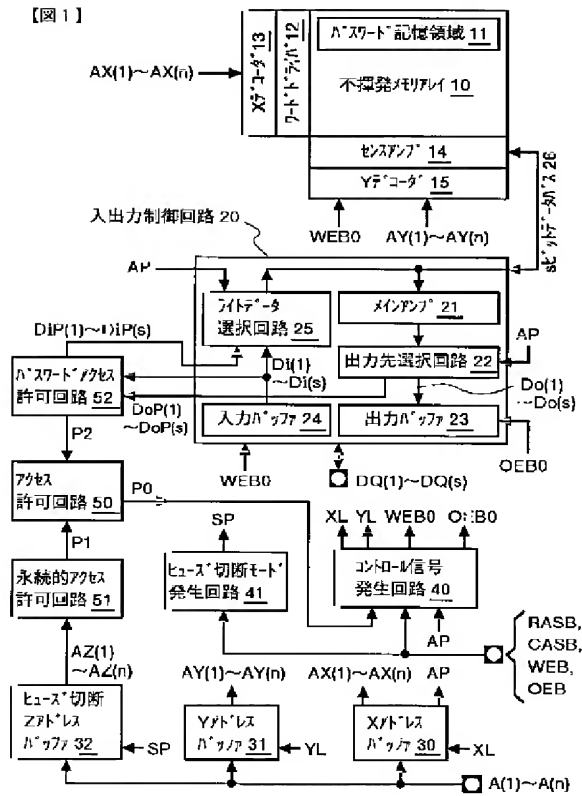 【図1】
パスワード記憶領域 11
Xデコーダ 13
ワードドライバ 12
AX(1)~AX(n)
不揮発メモリアレイ 10
センスアンプ 14
Yデコーダ 15
sビットデータバス 26
入出力制御回路 20
WEB0
AY(1)~AY(n)
AP
ライトデータ
選択回路 25
メインアンプ 21
DiP(1)~DiP(s)
AP
出力先選択回路 22
パスワードアクセス
許可回路 52
Di(1)
~Di(s)
DoP(1)
~DoP(s)
Do(1)
~Do(s)
入力バッファ 24
出力バッファ 23
P2
OEB0
WEB0
DQ(1)~DQ(s)
アクセス
許可回路 50
P0
SP
XL YL WEB0 OEB0
P1
永続的アクセス
許可回路 51
ヒューズ切断モード
発生回路 41
コントロール信号
発生回路 40
AP
RASB,
CASB,
WEB,
OEB
AZ(1)
~AZ(n)
AY(1)~AY(n)
AX(1)~AX(n)
AP
ヒューズ切断
Zアドレス
バッファ 32
SP
Yアドレス
バッファ 31
YL
Xアドレス
バッファ 30
XL
A(1)~A(n)